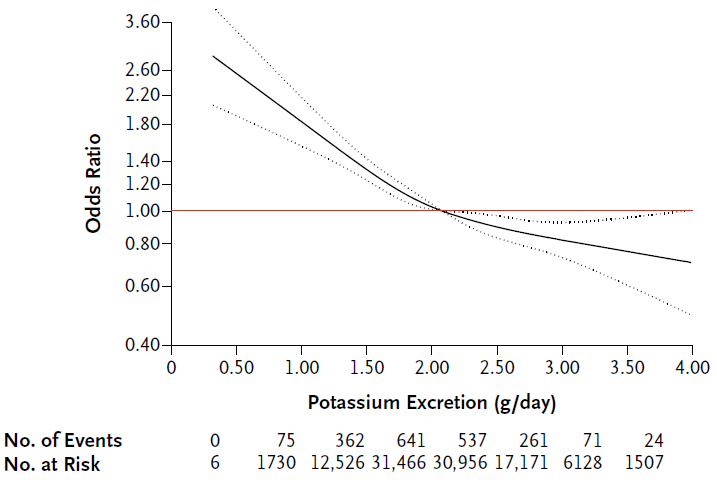 3.60
2.60
2.20
1.80
1.40
1.20
1.00
0.80
0.60
0.40
Odds Ratio
0 0.50 1.00 1.50 2.00 2.50 3.00 3.50 4.00
Potassium Excretion (g/day)
No. of Events 0 75 362 641 537 261 71 24
No. at Risk 6 1730 12,526 31,466 30,956 17,171 6128 1507